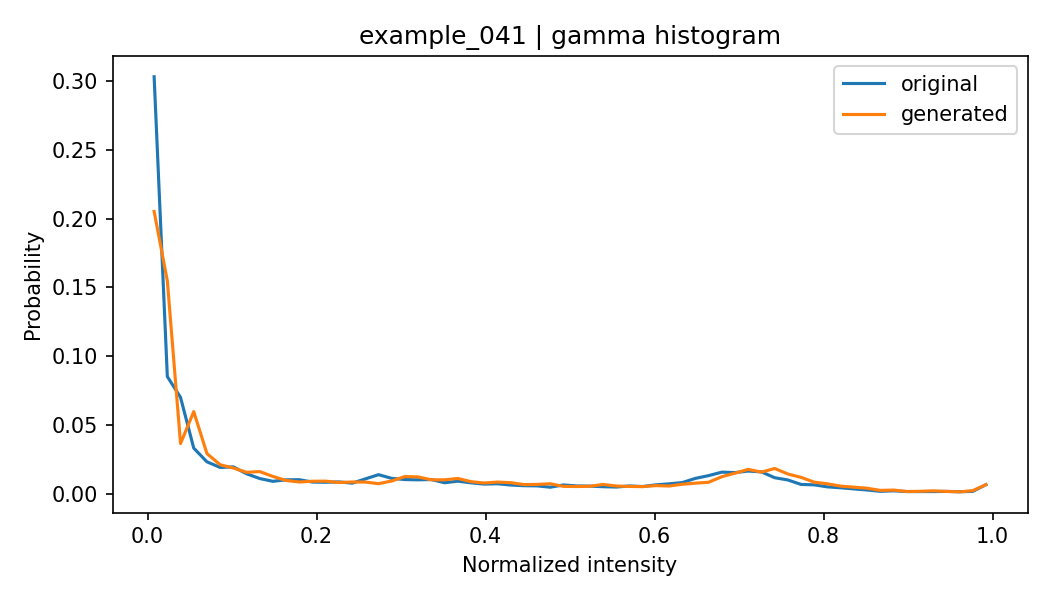 example_041 | gamma histogram
original
generated
Probability
0.30
0.25
0.20
0.15
0.10
0.05
0.00
0.0 0.2 0.4 0.6 0.8 1.0
Normalized intensity